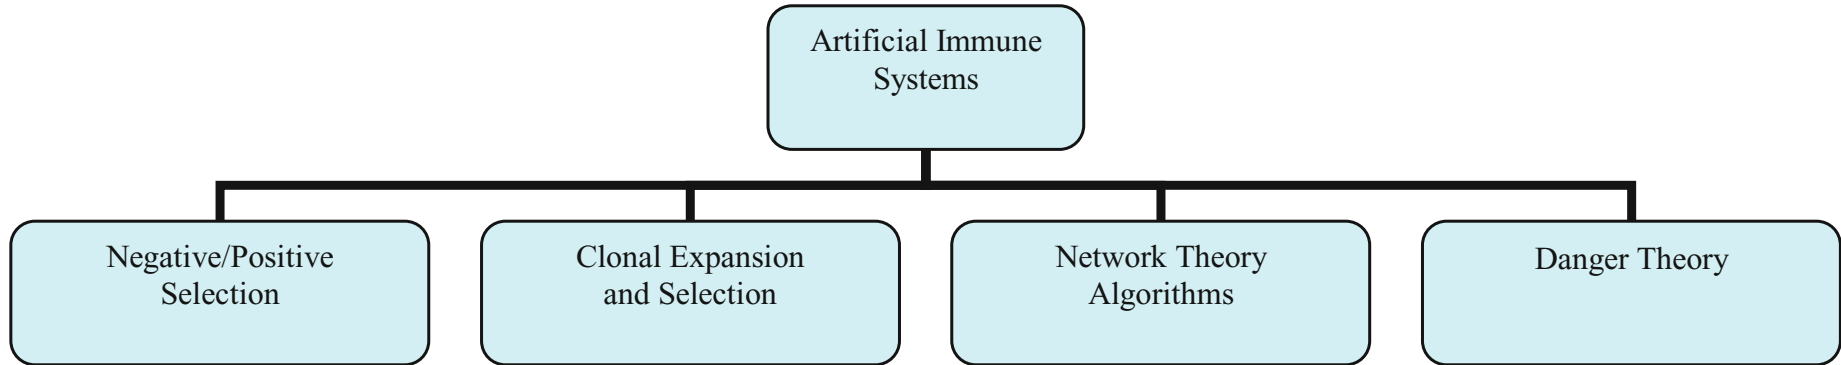 Artificial Immune
Systems
Negative/Positive
Selection
Clonal Expansion
and Selection
Network Theory
Algorithms
Danger Theory